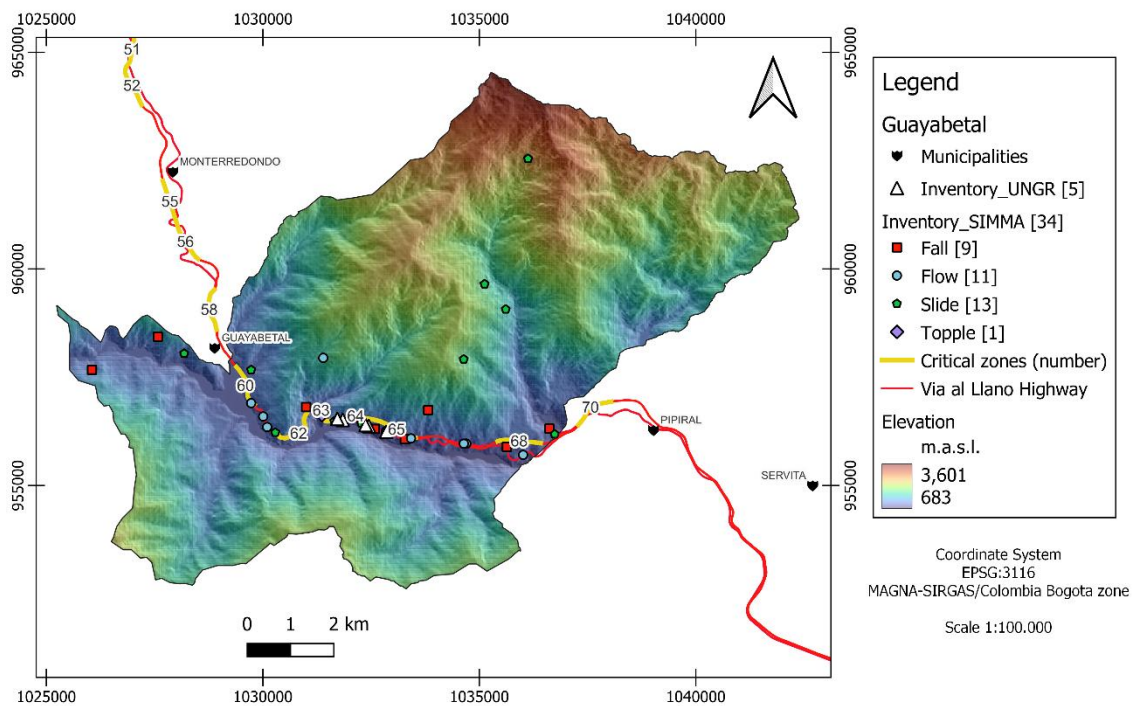 1025000 1030000 1035000 1040000
965000 965000
51
52
MONTERREDONDO
55
56
960000 960000
58
GUAYABETAL
60
62
63
64
65
68
70
PIPIRAL
SERVITA
955000 955000
0 1 2 km
1025000 1030000 1035000 1040000
Legend
Guayabetal
Municipalities
Inventory_UNGR [5]
Inventory_SIMMA [34]
Fall [9]
Flow [11]
Slide [13]
Topple [1]
Critical zones (number)
Via al Llano Highway
Elevation
m.a.s.l.
3,601
683
Coordinate System
EPSG:3116
MAGNA-SIRGAS/Colombia Bogota zone
Scale 1:100.000